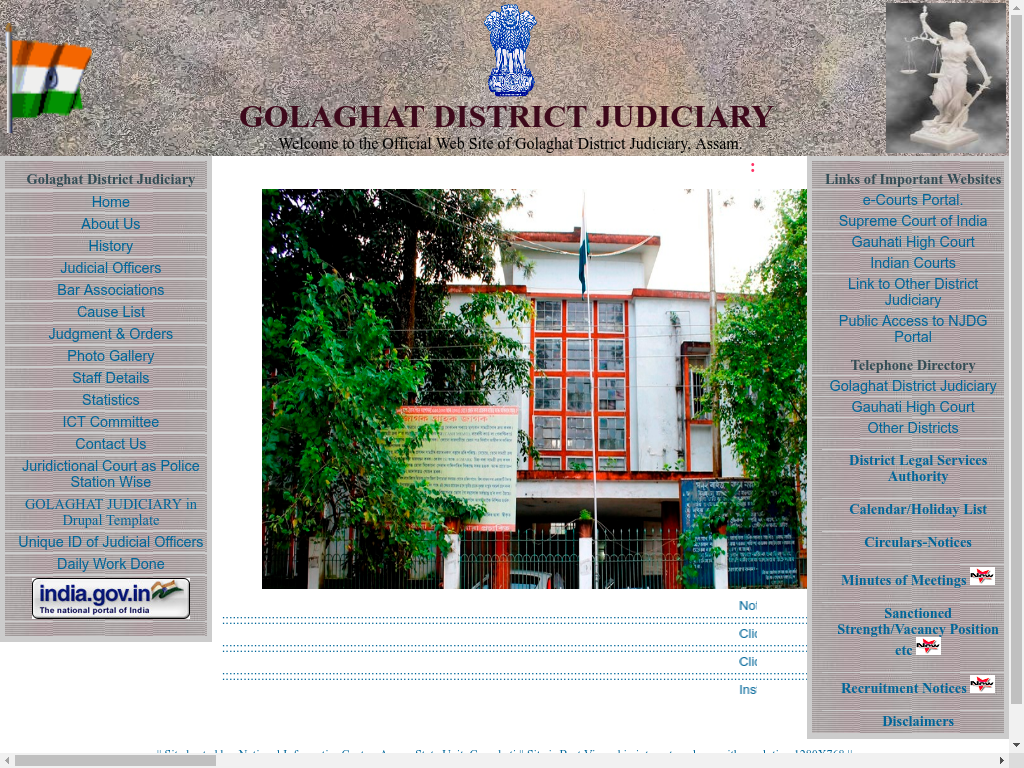 GOLAGHAT DISTRICT JUDICIARY
Welcome to the Official Web Site of Golaghat District Judiciary, Assam.
Golaghat District Judiciary
Home
About Us
History
Judicial Officers
Bar Associations
Cause List
Judgment & Orders
Photo Gallery
Staff Details
Statistics
ICT Committee
Contact Us
Juridictional Court as Police
Station Wise
GOLAGHAT JUDICIARY in
Drupal Template
Unique ID of Judicial Officers
Daily Work Done
india.gov.in
The national portal of India
:
Links of Important Websites
e-Courts Portal.
Supreme Court of India
Gauhati High Court
Indian Courts
Link to Other District
Judiciary
Public Access to NJDG
Portal
Telephone Directory
Golaghat District Judiciary
Gauhati High Court
Other Districts
District Legal Services
Authority
Calendar/Holiday List
Circulars-Notices
Minutes of Meetings New
Sanctioned
Strength/Vacancy Position
etc New
Recruitment Notices New
Disclaimers